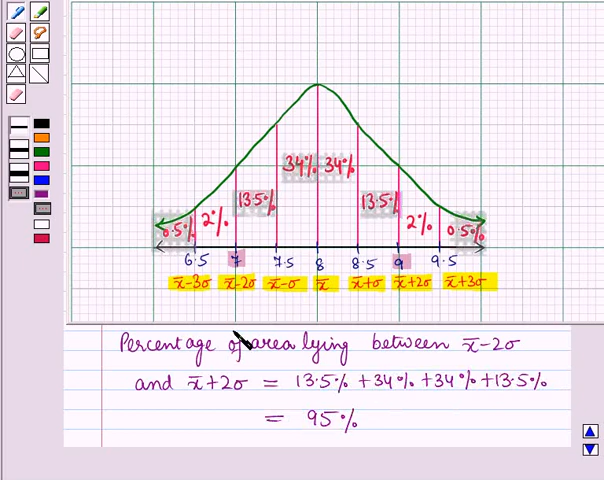 34% 34%
13.5% 13.5%
0.5% 2% 2% 0.5%
6.5 7 7.5 8 8.5 9 9.5
x̄-3σ x̄-2σ x̄-σ x̄ x̄+σ x̄+2σ x̄+3σ
Percentage of area lying between x̄-2σ
and x̄+2σ = 13.5% +34% +34% +13.5%
= 95%